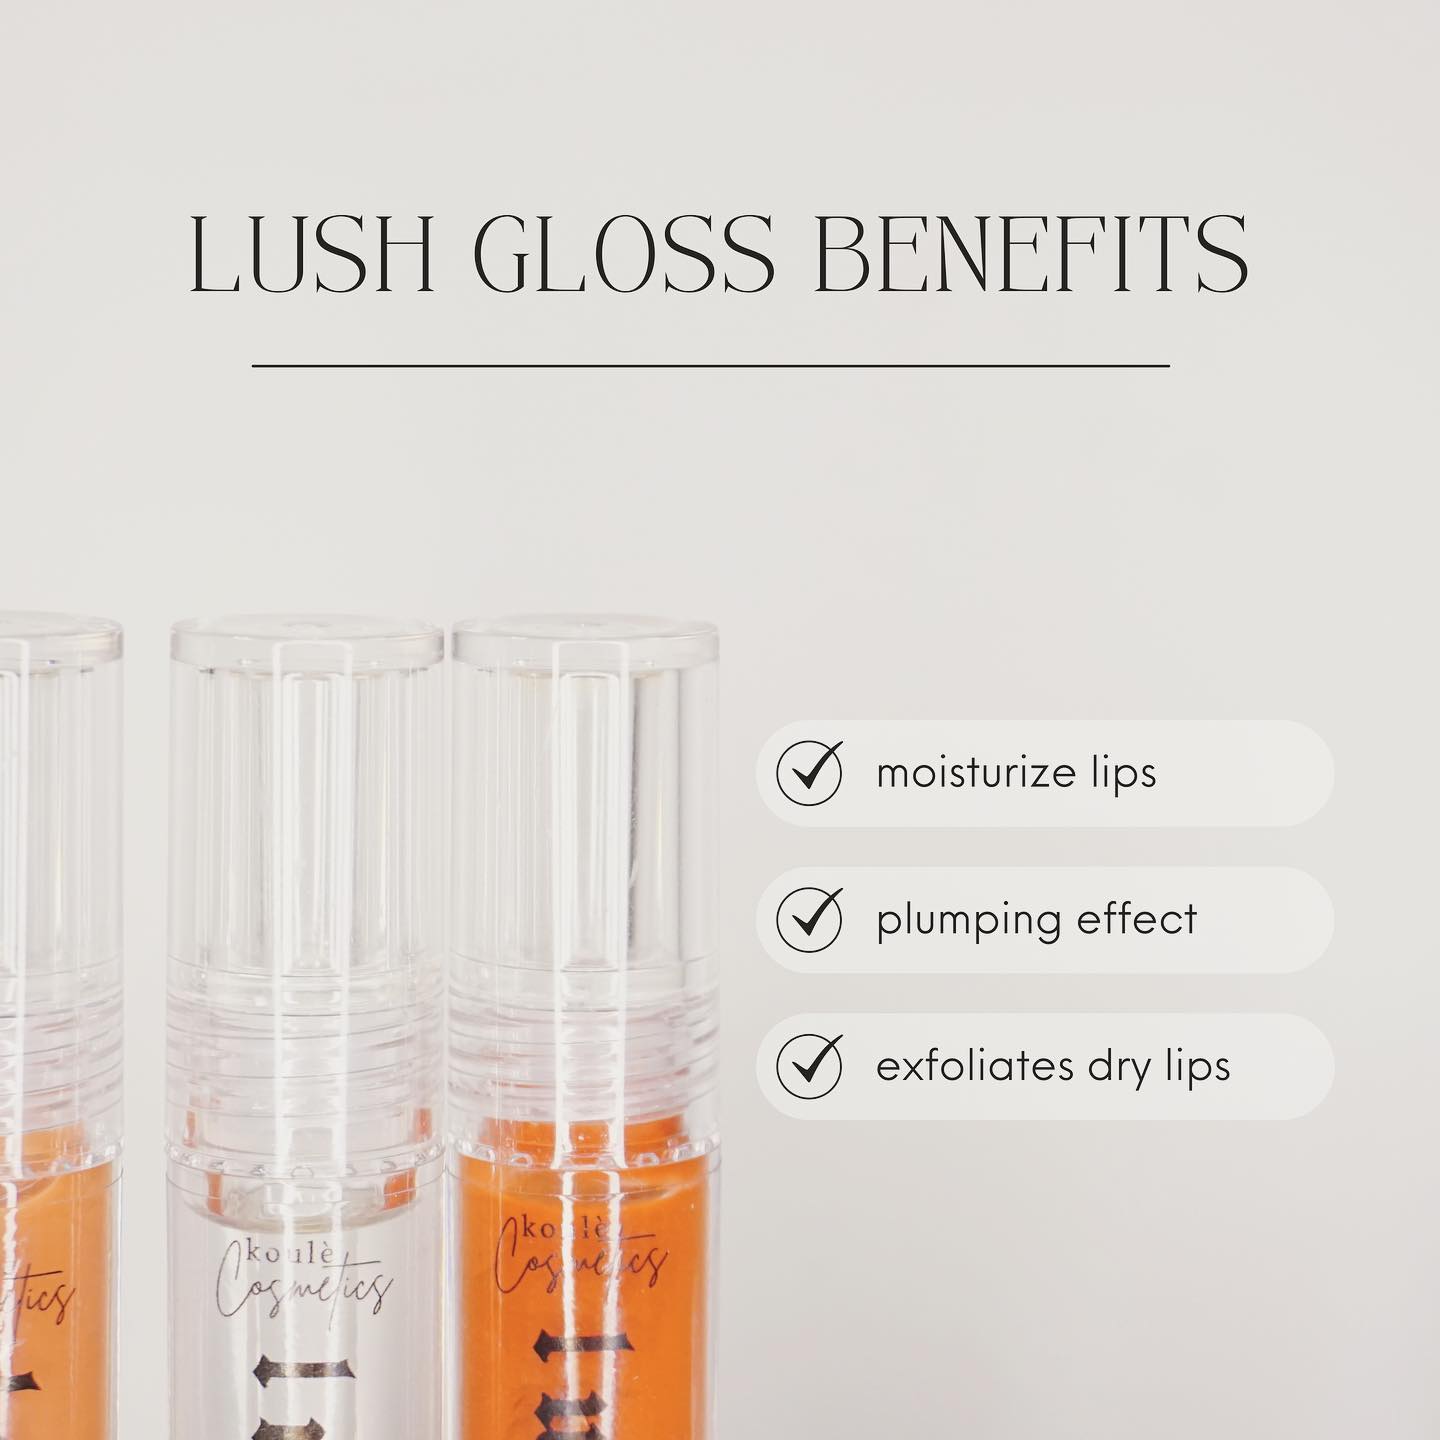 LUSH GLOSS BENEFITS
moisturize lips
plumping effect
exfoliates dry lips
koulè
Cosmetics
koulè
Cosmetics